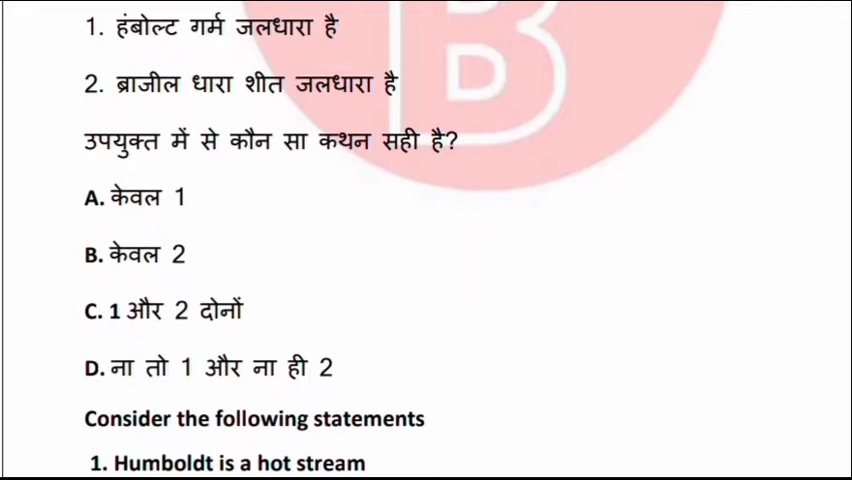 1. हंबोल्ट गर्म जलधारा है
2. ब्राजील धारा शीत जलधारा है
उपयुक्त में से कौन सा कथन सही है?
A. केवल 1
B. केवल 2
C. 1 और 2 दोनों
D. ना तो 1 और ना ही 2
Consider the following statements
1. Humboldt is a hot stream